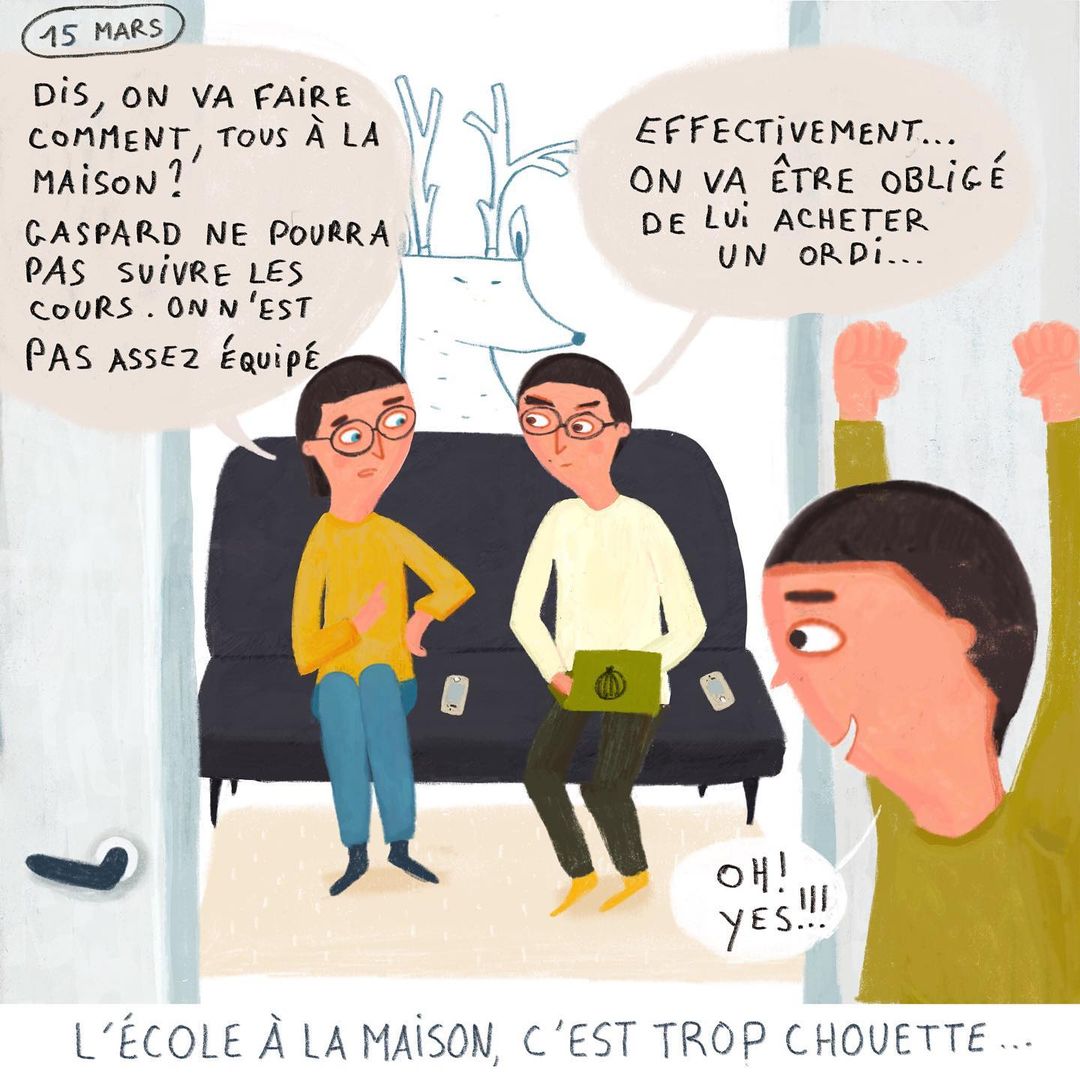 15 MARS
DIS, ON VA FAIRE
COMMENT, TOUS À LA
MAISON?
GASPARD NE POURRA
PAS SUIVRE LES
COURS. ON N'EST
PAS ASSEZ ÉQUIPÉ
EFFECTIVEMENT...
ON VA ÊTRE OBLIGÉ
DE LUI ACHETER
UN ORDI...
OH!
YES!!!
L'ÉCOLE À LA MAISON, C'EST TROP CHOUETTE...